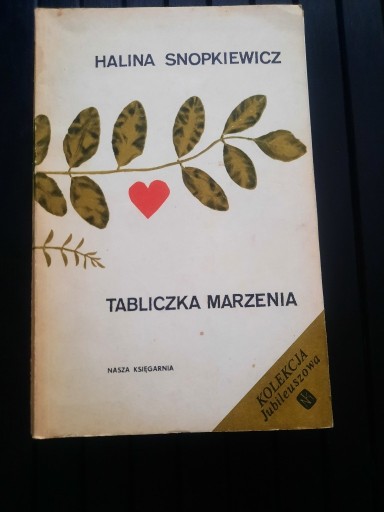 HALINA SNOPKIEWICZ
TABLICZKA MARZENIA
NASZA KSIĘGARNIA
KOLEKCJA
Jubileuszowa